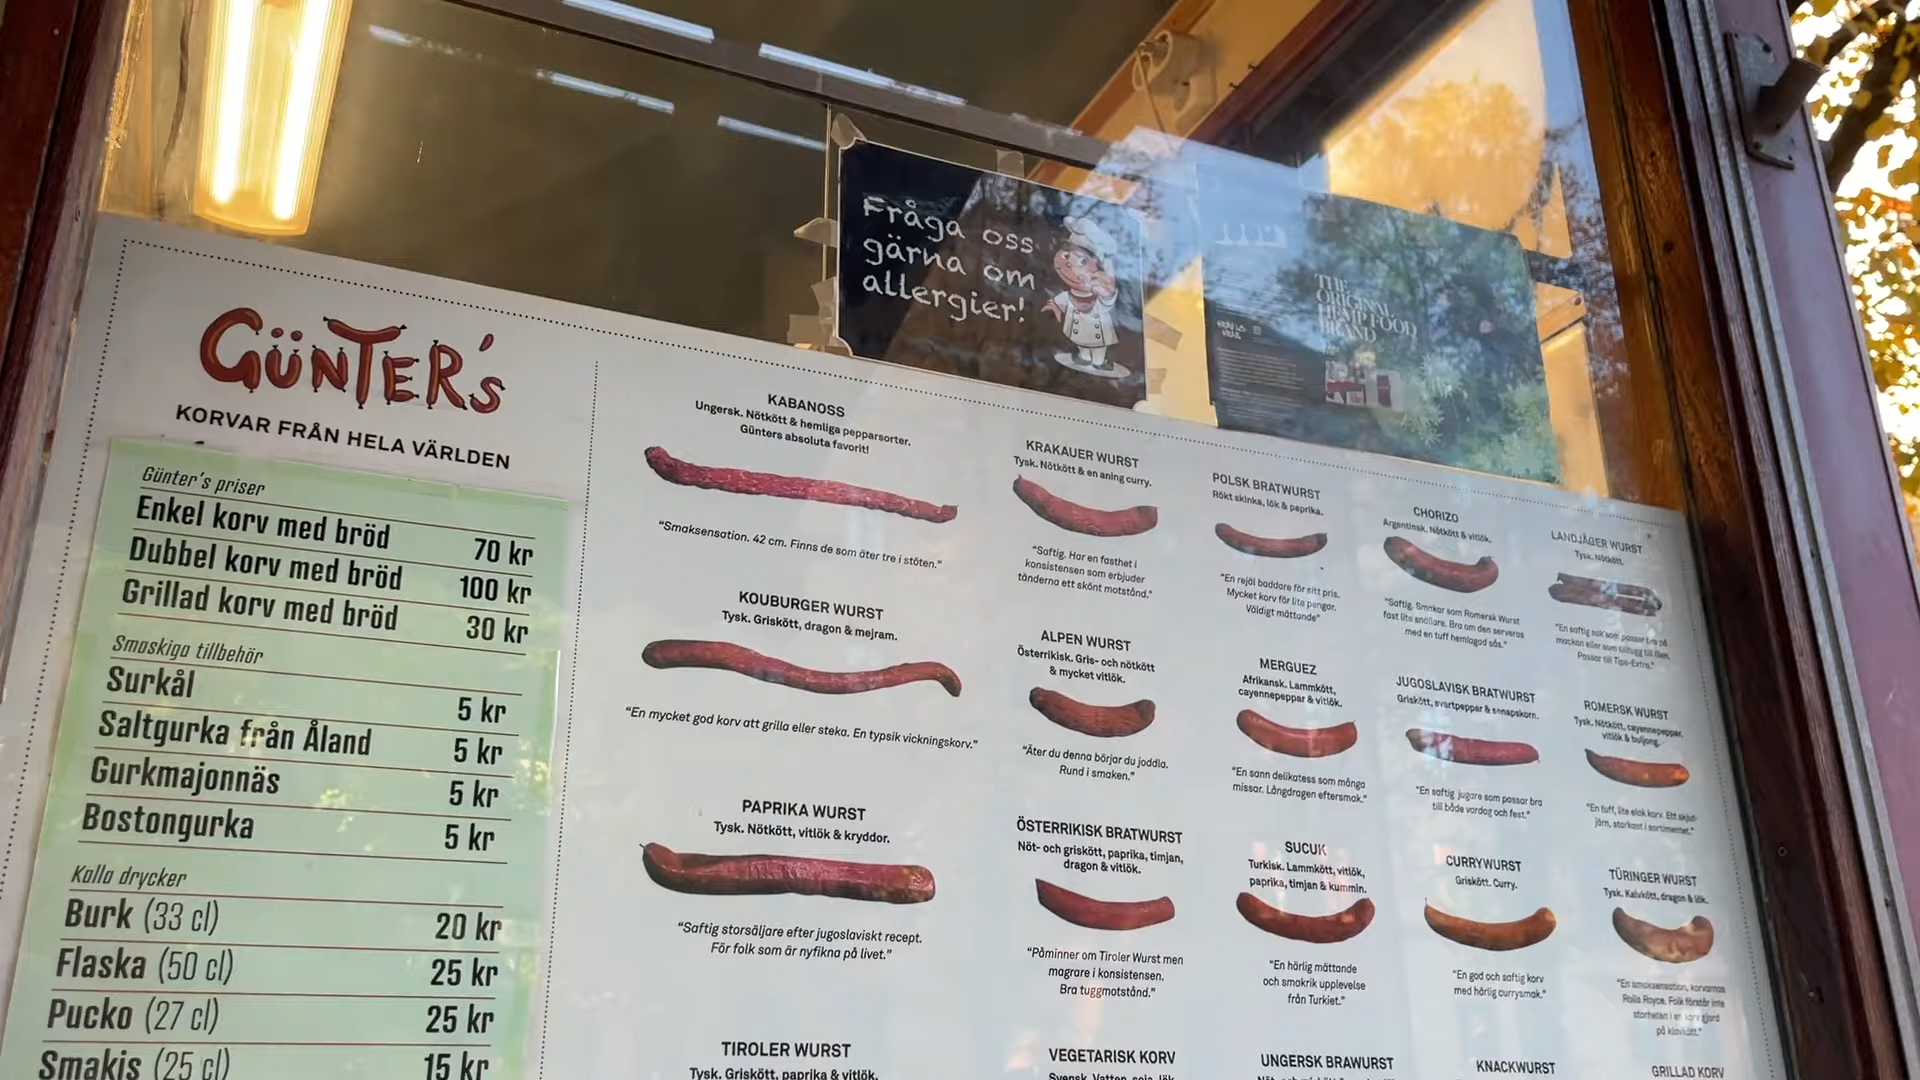 Fråga oss
gärna om
allergier!
THE
ORIGINAL
HEMP FOOD
BRAND
GÜNTER'S
KORVAR FRÅN HELA VÄRLDEN
Günter's priser
Enkel korv med bröd 70 kr
Dubbel korv med bröd 100 kr
Grillad korv med bröd 30 kr
Smaskiga tillbehör
Surkål 5 kr
Saltgurka från Åland 5 kr
Gurkmajonnäs 5 kr
Bostongurka 5 kr
Kalla drycker
Burk (33 cl) 20 kr
Flaska (50 cl) 25 kr
Pucko (27 cl) 25 kr
Smakis (25 cl) 15 kr
KABANOSS
Ungersk. Nötkött & hemliga pepparsorter.
Günters absoluta favorit!
"Smaksensation. 42 cm. Finns de som äter tre i stöten."
KOUBURGER WURST
Tysk. Griskött, dragon & mejram.
"En mycket god korv att grilla eller steka. En typsik vickningskorv."
PAPRIKA WURST
Tysk. Nötkött, vitlök & kryddor.
"Saftig storsäljare efter jugoslaviskt recept.
För folk som är nyfikna på livet."
TIROLER WURST
Tysk. Griskött, paprika & vitlök.
KRAKAUER WURST
Tysk. Nötkött & en aning curry.
"Saftig. Har en fasthet i
konsistensen som erbjuder
tänderna ett skönt motstånd."
ALPEN WURST
Österrikisk. Gris- och nötkött
& mycket vitlök.
"Äter du denna börjar du joddla.
Rund i smaken."
ÖSTERRIKISK BRATWURST
Nöt- och griskött, paprika, timjan,
dragon & vitlök.
"Påminner om Tiroler Wurst men
magrare i konsistensen.
Bra tuggmotstånd."
VEGETARISK KORV
Svensk. Vatten, soja, lök
POLSK BRATWURST
Rökt skinka, lök & paprika.
"En rejäl baddare för sitt pris.
Mycket korv för lite pengar.
Väldigt mättande"
MERGUEZ
Afrikansk. Lammkött,
cayennepeppar & vitlök.
"En sann delikatess som många
missar. Långdragen eftersmak."
SUCUK
Turkisk. Lammkött, vitlök,
paprika, timjan & kummin.
"En härlig mättande
och smakrik upplevelse
från Turkiet."
UNGERSK BRAWURST
CHORIZO
Argentinsk. Nötkött & vitlök.
"Saftig. Smakar som Romersk Wurst
fast lite snällare. Bra om den serveras
med en tuff hemlagad sås."
JUGOSLAVISK BRATWURST
Griskött, svartpeppar & senapskorn.
"En saftig jugare som passar bra
till både vardag och fest."
CURRYWURST
Griskött. Curry.
"En god och saftig korv
med härlig currysmak."
KNACKWURST
LANDJÄGER WURST
Tysk. Nötkött.
"En saftig sak som passar bra på
mackan eller som tilltugg till ölen.
Passar till Tips-Extra."
ROMERSK WURST
Tysk. Nötkött, cayennepeppar,
vitlök & buljong.
"En tuff, lite elak korv. Ett skjut-
järn, starkast i sortimentet."
TÜRINGER WURST
Tysk. Kalvkött, dragon & lök.
"En smaksensation, korvarnas
Rolls Royce. Folk förstår inte
storheten i en korv gjord
på kalvkött."
GRILLAD KORV